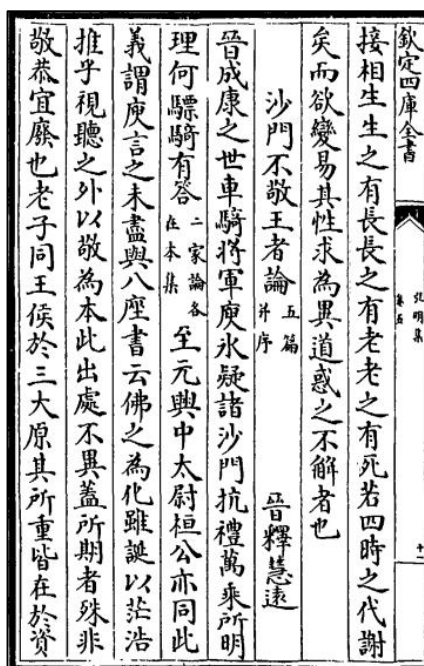 欽定四庫全書
弘明集
卷五
十一
接相生生之有長長之有老老之有死若四時之代謝
矣而欲變易其性求為異道惑之不解者也
沙門不敬王者論五篇并序 晉釋慧遠
晉成康之世車騎將軍庾氷疑諸沙門抗禮萬乘所明
理何驃騎有答二家論各在本集至元興中太尉桓公亦同此
義謂庾言之未盡與八座書云佛之為化雖誕以茫浩
推乎視聽之外以敬為本此出處不異蓋所期者殊非
敬恭宜廢也老子同王侯於三大原其所重皆在於資